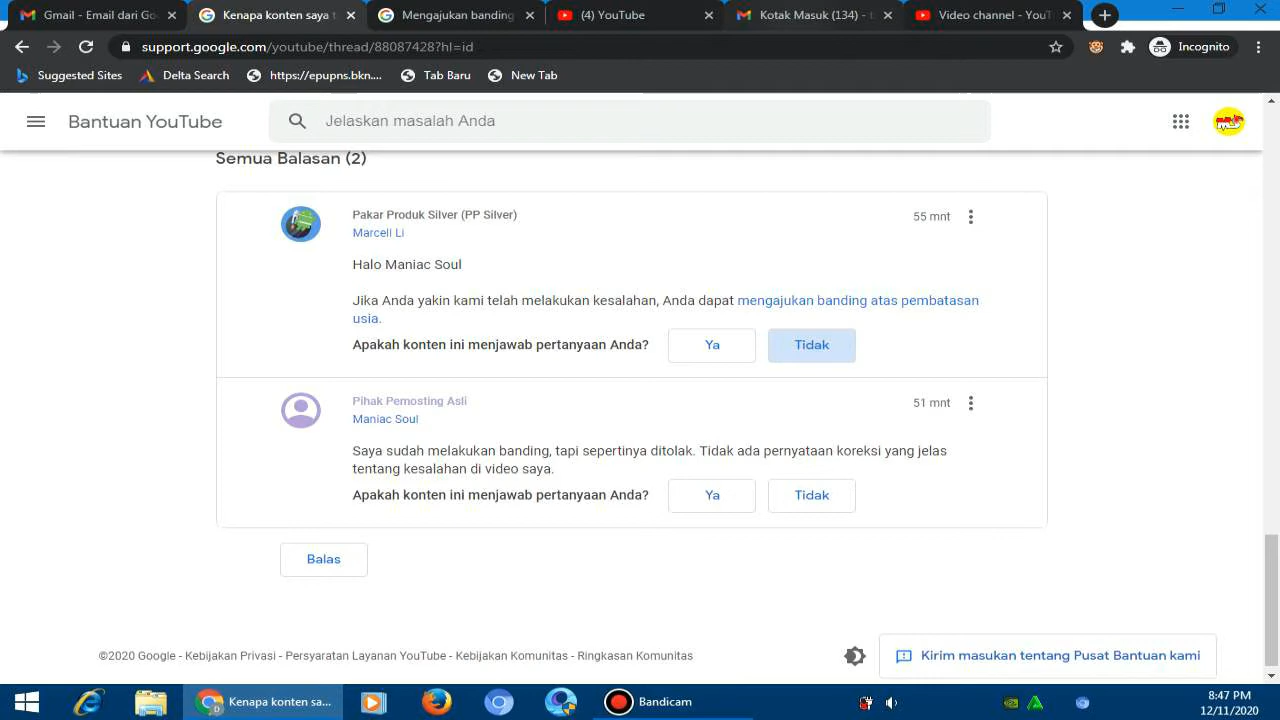 Gmail - Email dari Go
Kenapa konten saya t
Mengajukan banding
(4) YouTube
Kotak Masuk (134) - t
Video channel - YouT
support.google.com/youtube/thread/88087428?hl=id
Incognito
Suggested Sites
Delta Search
https://epupns.bkn....
Tab Baru
New Tab
Bantuan YouTube
Jelaskan masalah Anda
Semua Balasan (2)
Pakar Produk Silver (PP Silver)
55 mnt
Marcell Li
Halo Maniac Soul
Jika Anda yakin kami telah melakukan kesalahan, Anda dapat mengajukan banding atas pembatasan
usia.
Apakah konten ini menjawab pertanyaan Anda?
Ya
Tidak
Pihak Pemosting Asli
51 mnt
Maniac Soul
Saya sudah melakukan banding, tapi sepertinya ditolak. Tidak ada pernyataan koreksi yang jelas
tentang kesalahan di video saya.
Apakah konten ini menjawab pertanyaan Anda?
Ya
Tidak
Balas
©2020 Google - Kebijakan Privasi - Persyaratan Layanan YouTube - Kebijakan Komunitas - Ringkasan Komunitas
Kirim masukan tentang Pusat Bantuan kami
Kenapa konten sa...
Bandicam
8:47 PM
12/11/2020